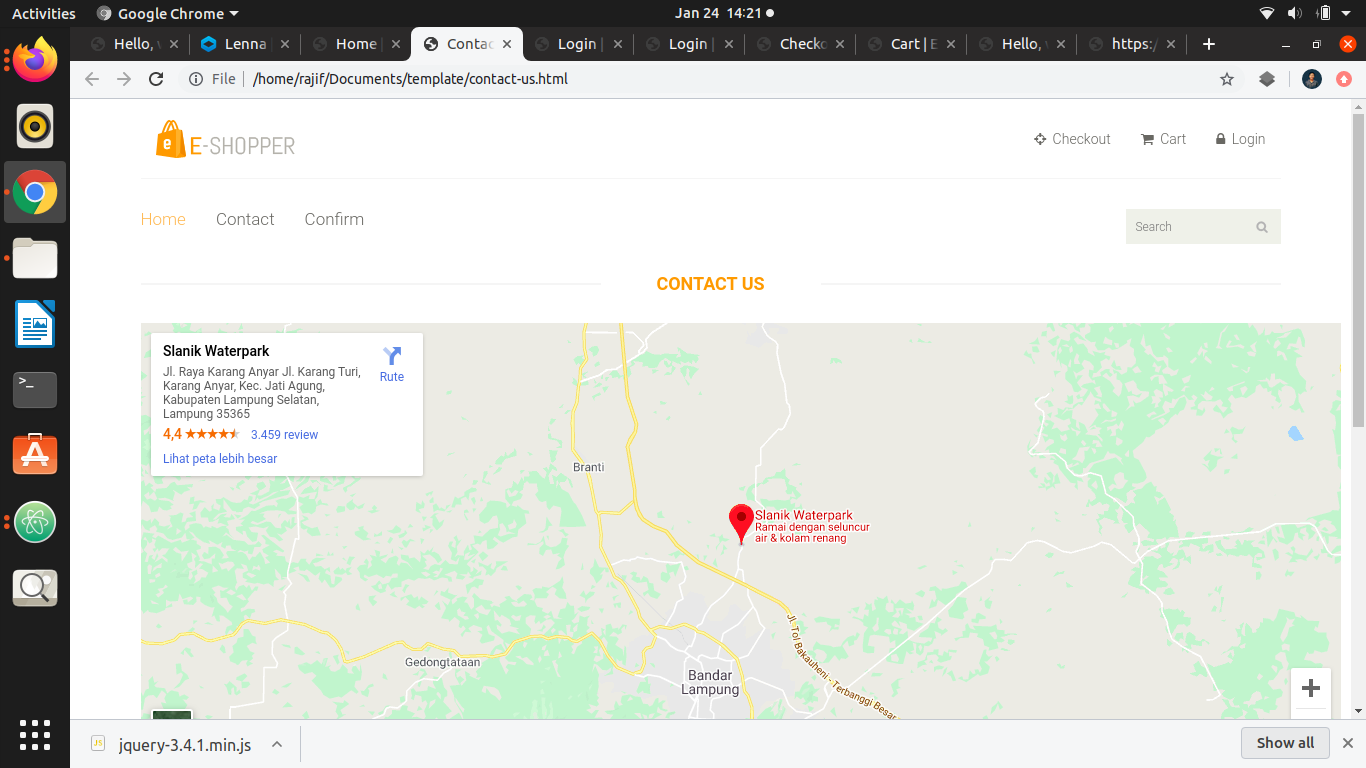 Activities
Google Chrome
Jan 24 14:21
Hello,
Lenna
Home
Contac
Login |
Login |
Checko
Cart | E
Hello,
https:/
File
/home/rajif/Documents/template/contact-us.html
e E-SHOPPER
Checkout
Cart
Login
Home
Contact
Confirm
Search
CONTACT US
Slanik Waterpark
Rute
Jl. Raya Karang Anyar Jl. Karang Turi,
Karang Anyar, Kec. Jati Agung,
Kabupaten Lampung Selatan,
Lampung 35365
4,4
3.459 review
Lihat peta lebih besar
Branti
Slanik Waterpark
Ramai dengan seluncur
air & kolam renang
Jl. Tol Bakauheni - Terbanggi Besar
Gedongtataan
Bandar
Lampung
JS
jquery-3.4.1.min.js
Show all